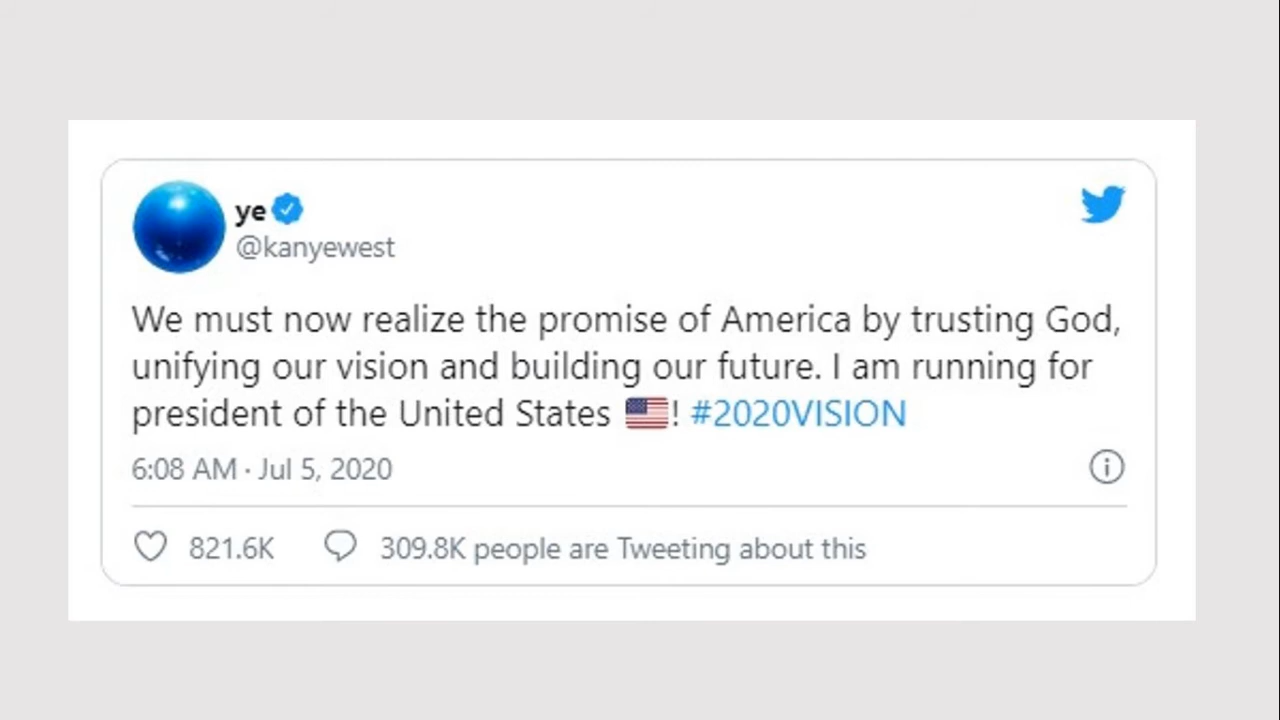 ye
@kanyewest
We must now realize the promise of America by trusting God,
unifying our vision and building our future. I am running for
president of the United States 🇺🇸! #2020VISION
6:08 AM · Jul 5, 2020
821.6K 309.8K people are Tweeting about this